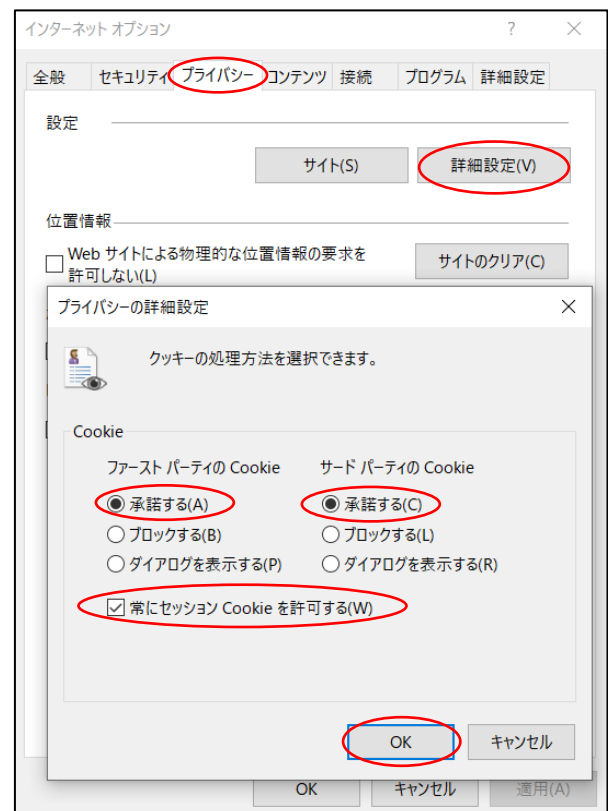 インターネット オプション ? ×
全般 セキュリティ プライバシー コンテンツ 接続 プログラム 詳細設定
設定
サイト(S) 詳細設定(V)
位置情報
Web サイトによる物理的な位置情報の要求を
許可しない(L)
サイトのクリア(C)
プライバシーの詳細設定 ×
クッキーの処理方法を選択できます。
Cookie
ファースト パーティの Cookie サード パーティの Cookie
承諾する(A) 承諾する(C)
ブロックする(B) ブロックする(L)
ダイアログを表示する(P) ダイアログを表示する(R)
常にセッション Cookie を許可する(W)
OK キャンセル
OK キャンセル 適用(A)